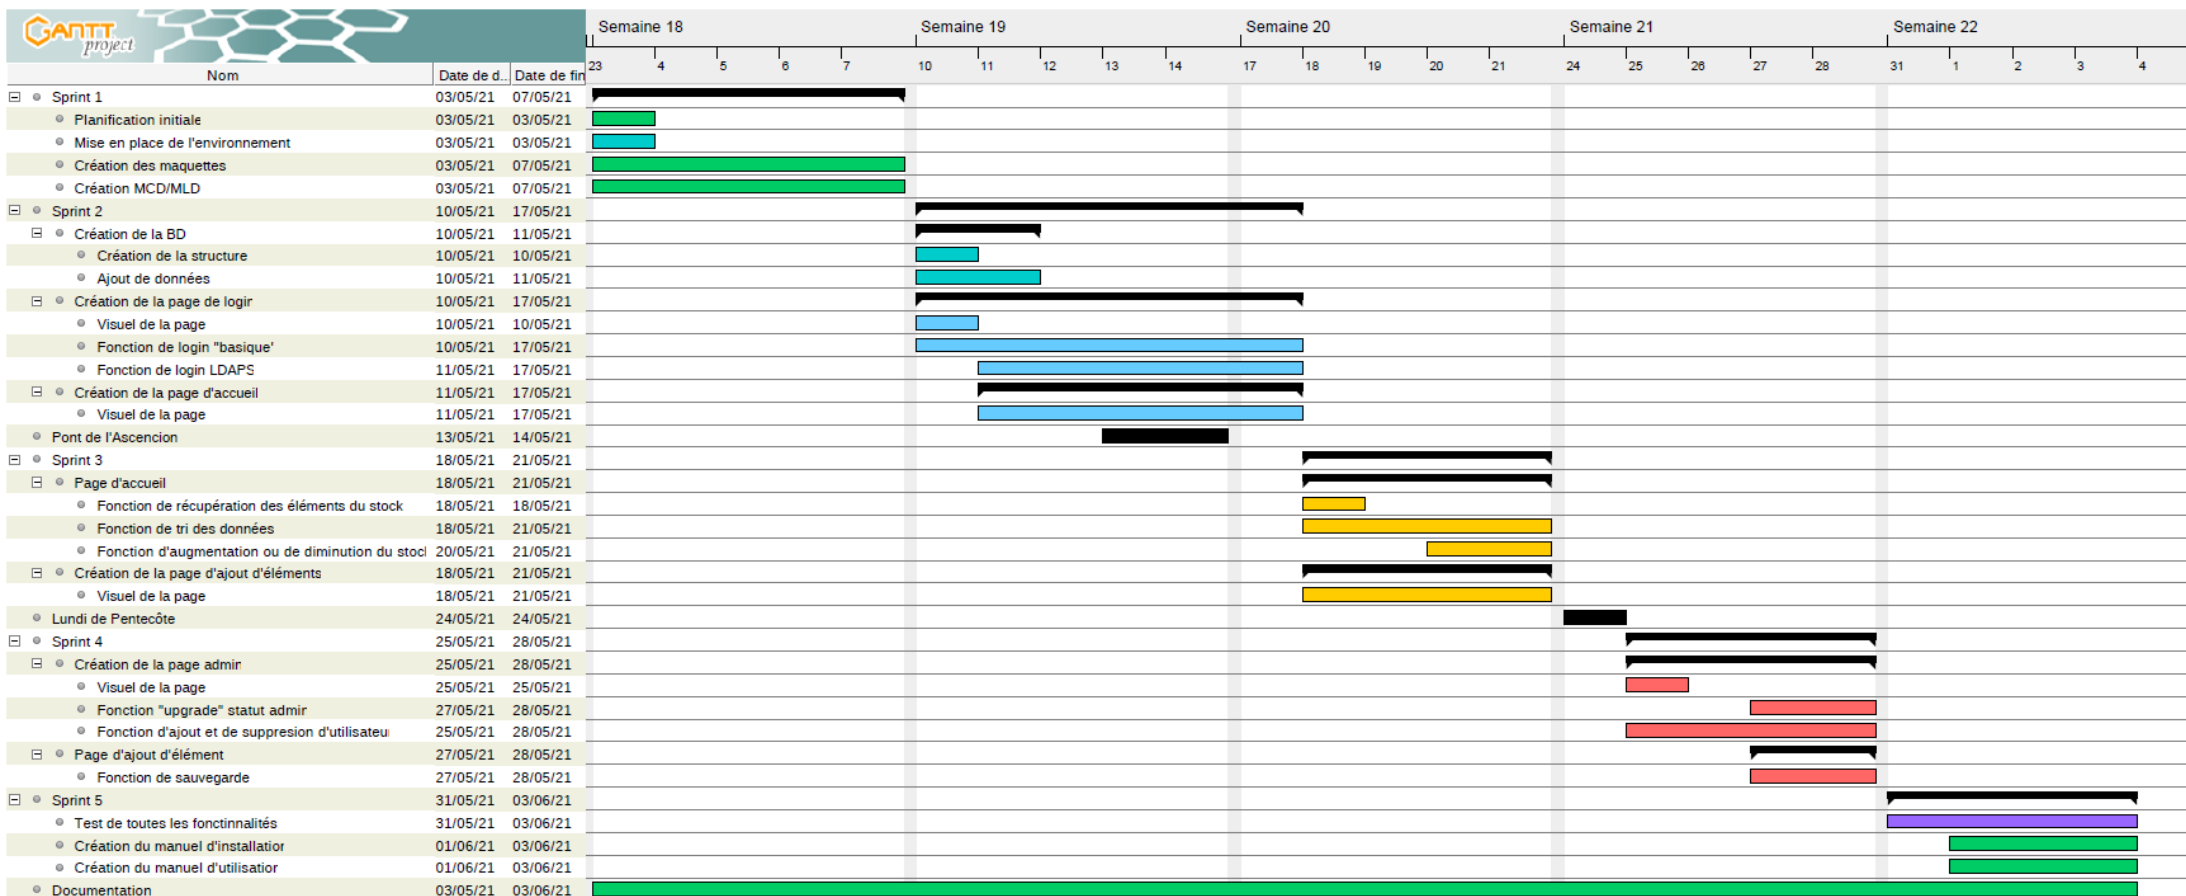 GANTT project
Semaine 18 Semaine 19 Semaine 20 Semaine 21 Semaine 22
Nom Date de d... Date de fin 23 4 5 6 7 10 11 12 13 14 17 18 19 20 21 24 25 26 27 28 31 1 2 3 4
Sprint 1 03/05/21 07/05/21
Planification initiale 03/05/21 03/05/21
Mise en place de l'environnement 03/05/21 03/05/21
Création des maquettes 03/05/21 07/05/21
Création MCD/MLD 03/05/21 07/05/21
Sprint 2 10/05/21 17/05/21
Création de la BD 10/05/21 11/05/21
Création de la structure 10/05/21 10/05/21
Ajout de données 10/05/21 11/05/21
Création de la page de login 10/05/21 17/05/21
Visuel de la page 10/05/21 10/05/21
Fonction de login "basique' 10/05/21 17/05/21
Fonction de login LDAPS 11/05/21 17/05/21
Création de la page d'accueil 11/05/21 17/05/21
Visuel de la page 11/05/21 17/05/21
Pont de l'Ascencion 13/05/21 14/05/21
Sprint 3 18/05/21 21/05/21
Page d'accueil 18/05/21 21/05/21
Fonction de récupération des éléments du stock 18/05/21 18/05/21
Fonction de tri des données 18/05/21 21/05/21
Fonction d'augmentation ou de diminution du stoc 20/05/21 21/05/21
Création de la page d'ajout d'éléments 18/05/21 21/05/21
Visuel de la page 18/05/21 21/05/21
Lundi de Pentecôte 24/05/21 24/05/21
Sprint 4 25/05/21 28/05/21
Création de la page admin 25/05/21 28/05/21
Visuel de la page 25/05/21 25/05/21
Fonction "upgrade" statut admin 27/05/21 28/05/21
Fonction d'ajout et de suppresion d'utilisateu 25/05/21 28/05/21
Page d'ajout d'élément 27/05/21 28/05/21
Fonction de sauvegarde 27/05/21 28/05/21
Sprint 5 31/05/21 03/06/21
Test de toutes les fonctinnalités 31/05/21 03/06/21
Création du manuel d'installation 01/06/21 03/06/21
Création du manuel d'utilisation 01/06/21 03/06/21
Documentation 03/05/21 03/06/21